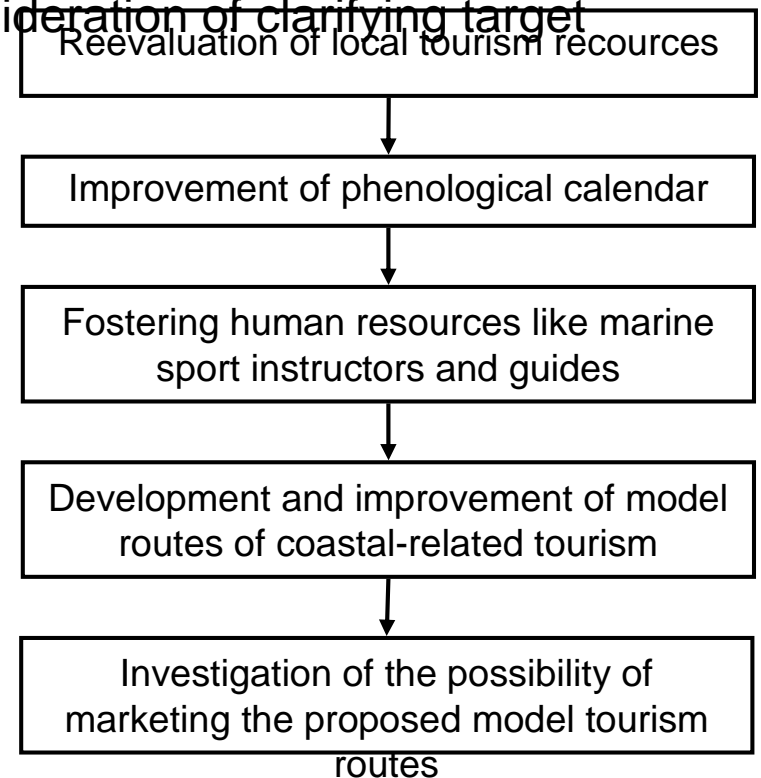 ideration of clarifying target
Reevaluation of local tourism recources
Improvement of phenological calendar
Fostering human resources like marine
sport instructors and guides
Development and improvement of model
routes of coastal-related tourism
Investigation of the possibility of
marketing the proposed model tourism
routes